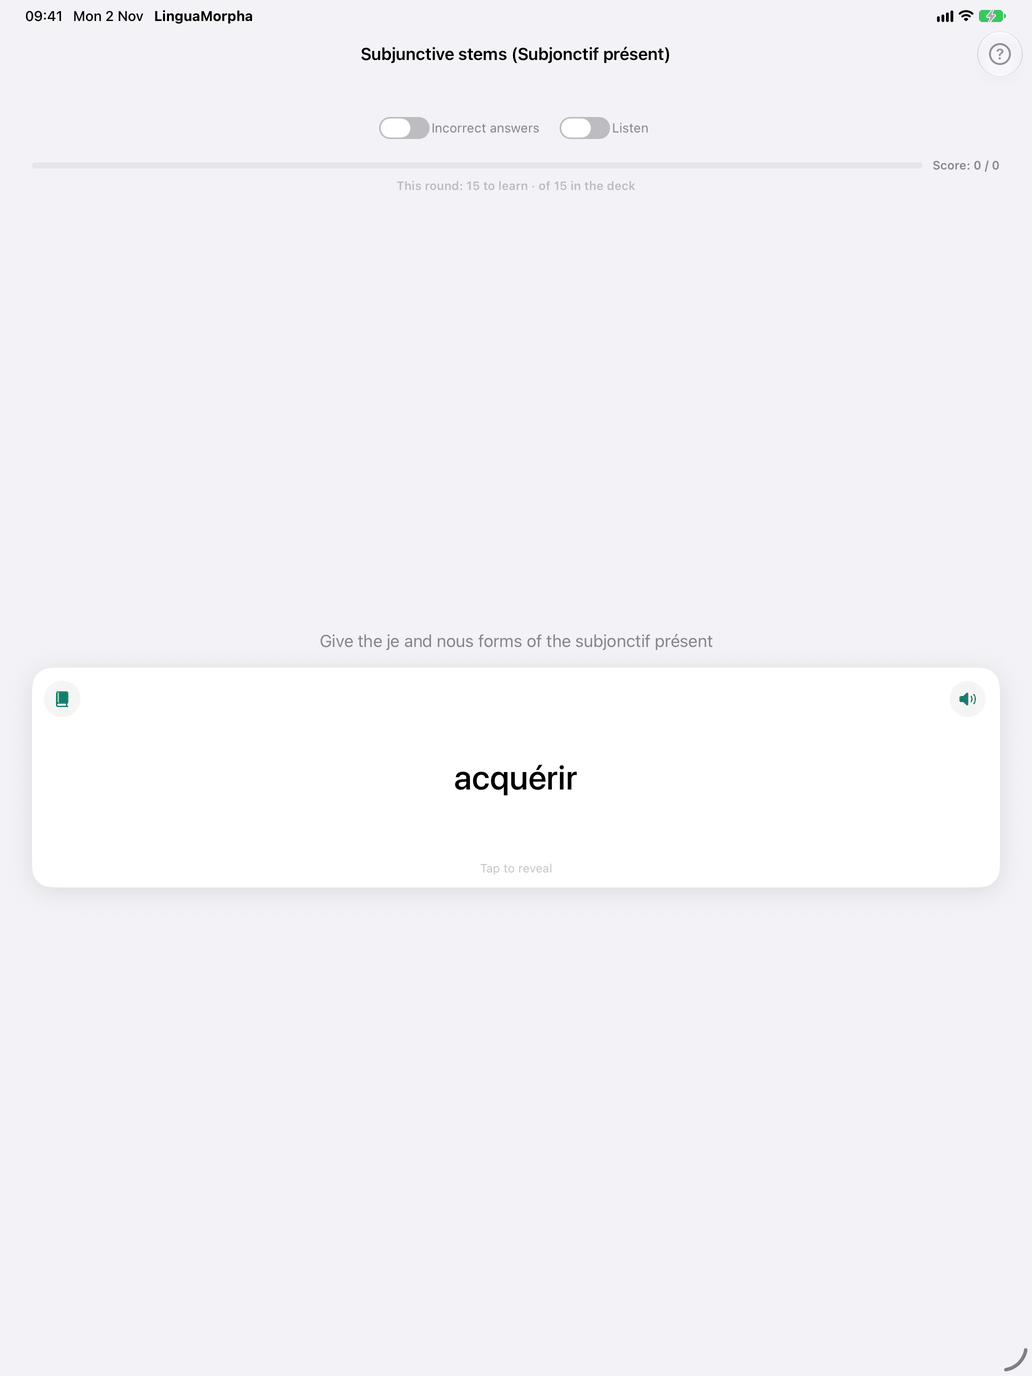 09:41 Mon 2 Nov LinguaMorpha
Subjunctive stems (Subjonctif présent)
?
Incorrect answers Listen
Score: 0 / 0
This round: 15 to learn · of 15 in the deck
Give the je and nous forms of the subjonctif présent
acquérir
Tap to reveal